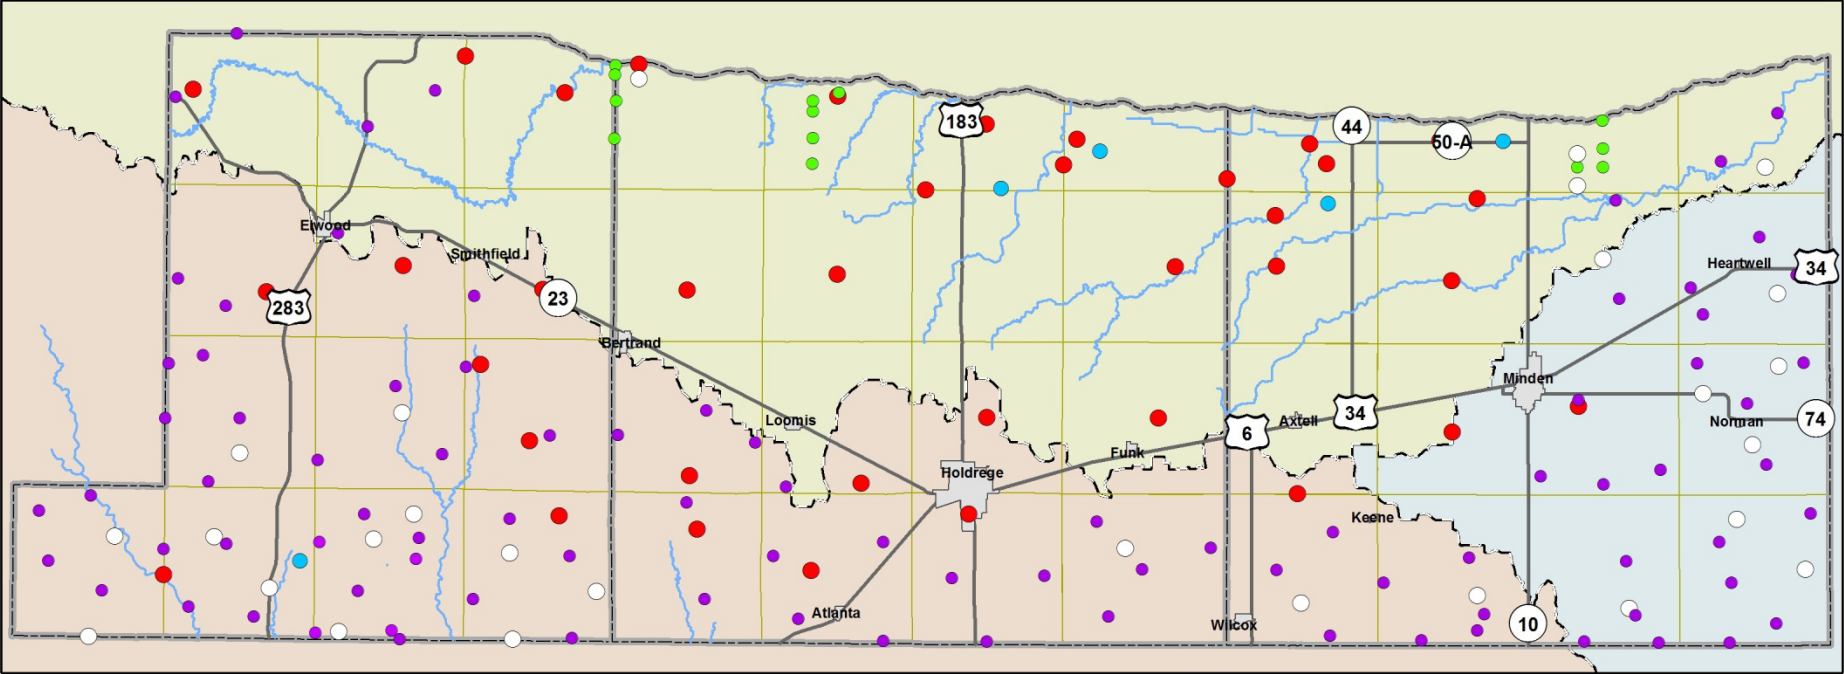 183
44
50-A
Elwood
Smithfield
Heartwell
34
283
23
Bertrand
Minden
Loomis
6
Axtell
34
Norman
74
Funk
Holdrege
Keene
Atlanta
Wilcox
10